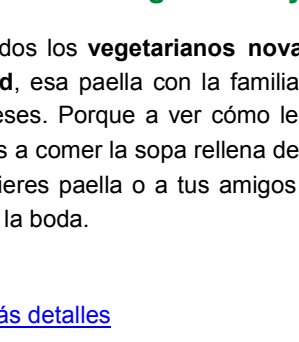 dos los vegetarianos nova
d, esa paella con la familia
eses. Porque a ver cómo le
s a comer la sopa rellena de
ieres paella o a tus amigos
la boda.
ás detalles